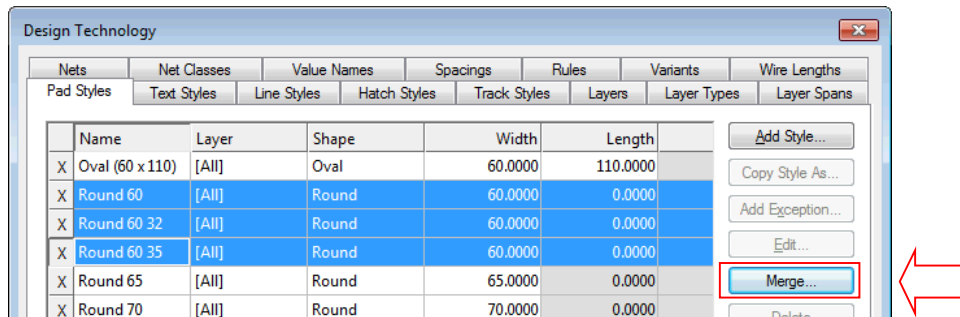 Design Technology
Nets Net Classes Value Names Spacings Rules Variants Wire Lengths
Pad Styles Text Styles Line Styles Hatch Styles Track Styles Layers Layer Types Layer Spans
Name Layer Shape Width Length
X Oval (60 x 110) [All] Oval 60.0000 110.0000
X Round 60 [All] Round 60.0000 0.0000
X Round 60 32 [All] Round 60.0000 0.0000
X Round 60 35 [All] Round 60.0000 0.0000
X Round 65 [All] Round 65.0000 0.0000
X Round 70 [All] Round 70.0000 0.0000
Add Style...
Copy Style As...
Add Exception...
Edit...
Merge...
Delete